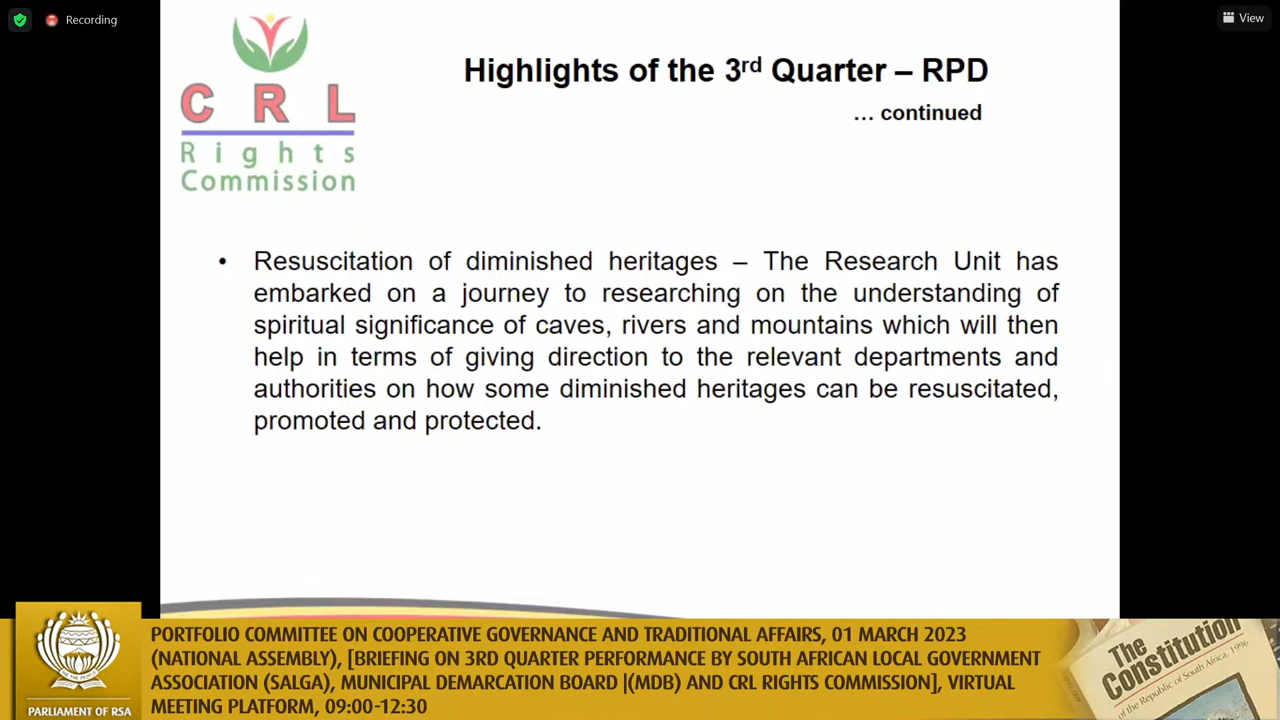 Recording
View
C R L
Rights
Commission
Highlights of the 3rd Quarter – RPD
... continued
• Resuscitation of diminished heritages – The Research Unit has
embarked on a journey to researching on the understanding of
spiritual significance of caves, rivers and mountains which will then
help in terms of giving direction to the relevant departments and
authorities on how some diminished heritages can be resuscitated,
promoted and protected.
PARLIAMENT OF RSA
PORTFOLIO COMMITTEE ON COOPERATIVE GOVERNANCE AND TRADITIONAL AFFAIRS, 01 MARCH 2023
(NATIONAL ASSEMBLY), [BRIEFING ON 3RD QUARTER PERFORMANCE BY SOUTH AFRICAN LOCAL GOVERNMENT
ASSOCIATION (SALGA), MUNICIPAL DEMARCATION BOARD |(MDB) AND CRL RIGHTS COMMISSION], VIRTUAL
MEETING PLATFORM, 09:00-12:30
The
Constitution
of the Republic of South Africa, 1996